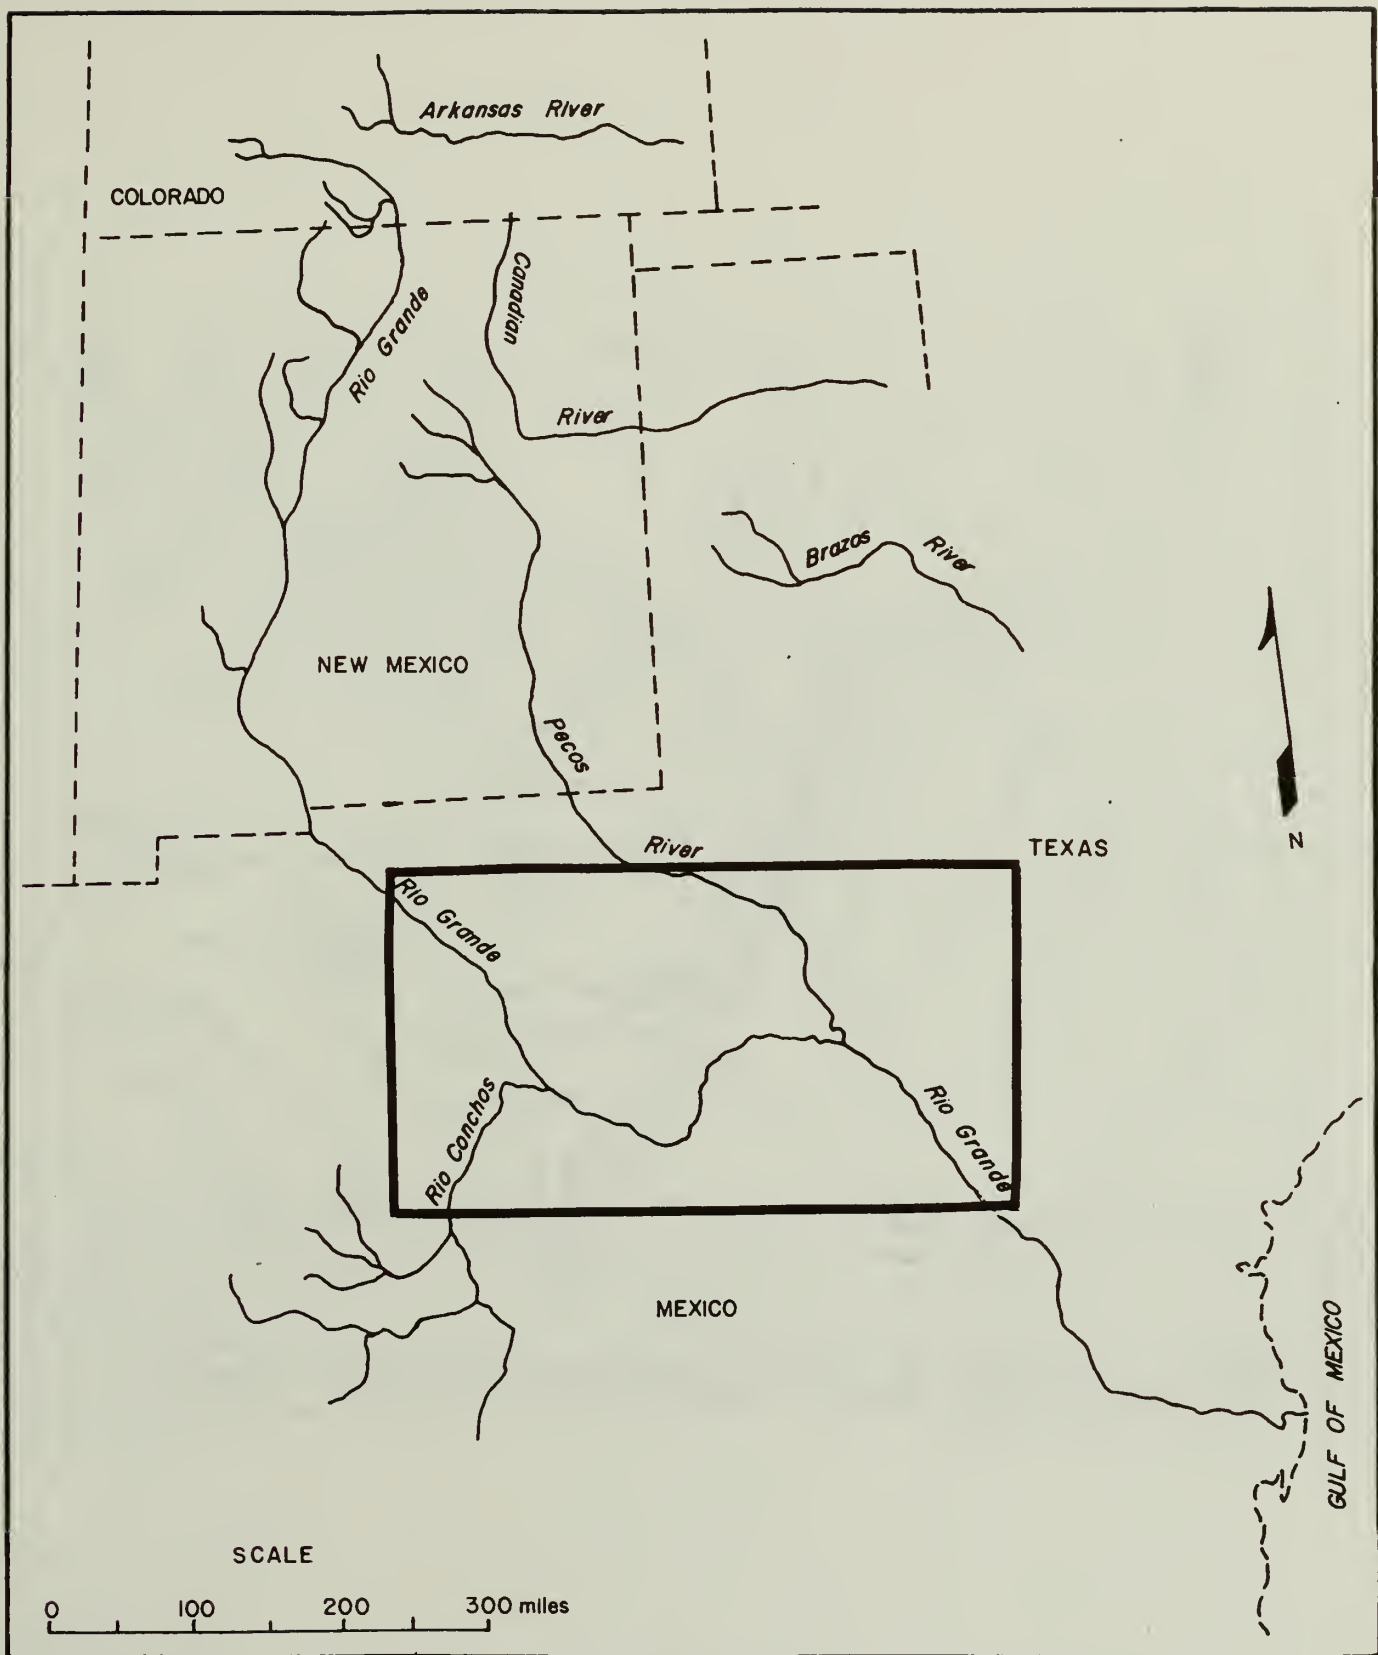 Arkansas River
COLORADO
Canadian
Rio Grande
River
Brazos
River
NEW MEXICO
Pecos
River
TEXAS
N
Rio Grande
Rio Conchos
Rio Grande
MEXICO
GULF OF MEXICO
SCALE
0 100 200 300 miles